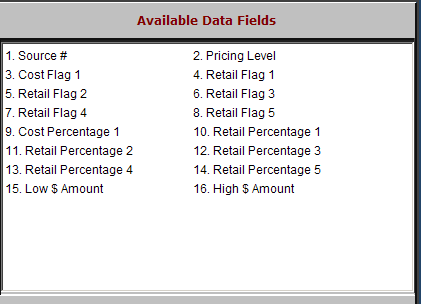 Available Data Fields
1. Source # 2. Pricing Level
3. Cost Flag 1 4. Retail Flag 1
5. Retail Flag 2 6. Retail Flag 3
7. Retail Flag 4 8. Retail Flag 5
9. Cost Percentage 1 10. Retail Percentage 1
11. Retail Percentage 2 12. Retail Percentage 3
13. Retail Percentage 4 14. Retail Percentage 5
15. Low $ Amount 16. High $ Amount